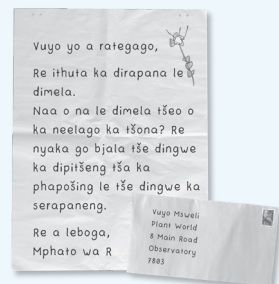 Vuyo yo a rategago,
Re ithuta ka dirapana le
dimela.
Naa o na le dimela tšeo o
ka neelago ka tšona? Re
nyaka go bjala tše dingwe
ka dipitšeng tša ka
phapošing le tše dingwe ka
serapaneng.
Re a leboga,
Mphato wa R
Vuyo Msweli
Plant World
8 Main Road
Observatory
7803